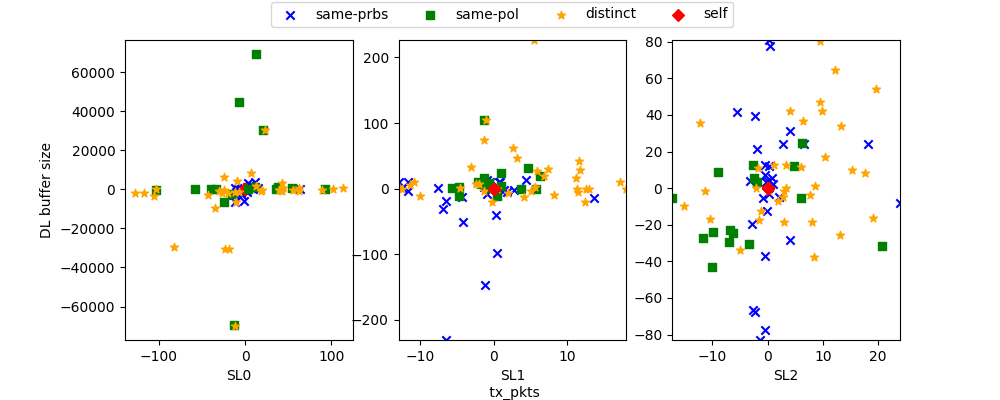 same-prbs same-pol distinct self
DL buffer size
60000
40000
20000
0
−20000
−40000
−60000
−100 0 100
SL0
200
100
0
−100
−200
−10 0 10
SL1
tx_pkts
80
60
40
20
0
−20
−40
−60
−80
−10 0 10 20
SL2